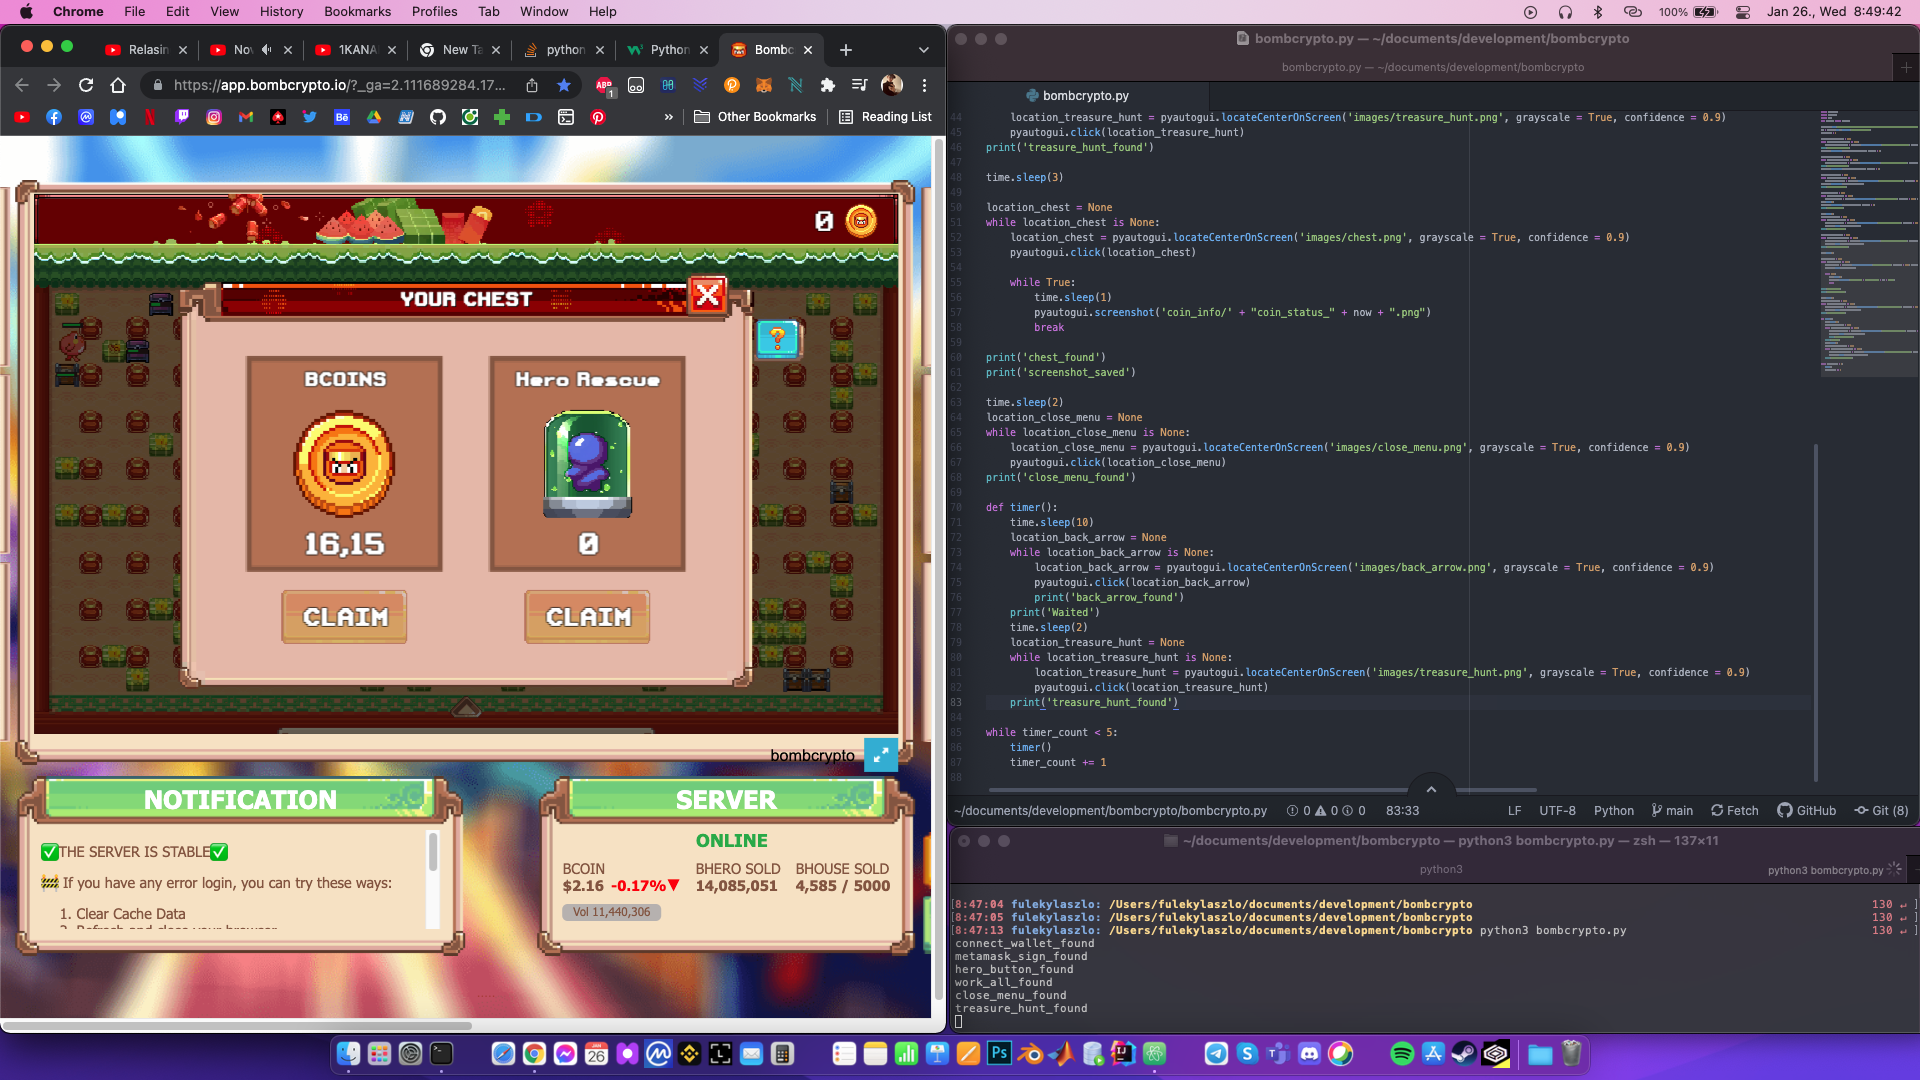 Chrome File Edit View History Bookmarks Profiles Tab Window Help
100% Jan 26., Wed 8:49:42
Relasin
Nov
1KANA
New Ta
python
Python
Bombc
https://app.bombcrypto.io/?_ga=2.111689284.17...
Other Bookmarks
Reading List
0
YOUR CHEST
BCOINS
Hero Rescue
16,15
0
CLAIM
CLAIM
bombcrypto
NOTIFICATION
✅THE SERVER IS STABLE✅
🚧 If you have any error login, you can try these ways:
1. Clear Cache Data
SERVER
ONLINE
BCOIN BHERO SOLD BHOUSE SOLD
$2.16 -0.17%▼ 14,085,051 4,585 / 5000
Vol 11,440,306
bombcrypto.py — ~/documents/development/bombcrypto
bombcrypto.py — ~/documents/development/bombcrypto
bombcrypto.py
44 location_treasure_hunt = pyautogui.locateCenterOnScreen('images/treasure_hunt.png', grayscale = True, confidence = 0.9)
45 pyautogui.click(location_treasure_hunt)
46 print('treasure_hunt_found')
47
48 time.sleep(3)
49
50 location_chest = None
51 while location_chest is None:
52 location_chest = pyautogui.locateCenterOnScreen('images/chest.png', grayscale = True, confidence = 0.9)
53 pyautogui.click(location_chest)
54
55 while True:
56 time.sleep(1)
57 pyautogui.screenshot('coin_info/' + "coin_status_" + now + ".png")
58 break
59
60 print('chest_found')
61 print('screenshot_saved')
62
63 time.sleep(2)
64 location_close_menu = None
65 while location_close_menu is None:
66 location_close_menu = pyautogui.locateCenterOnScreen('images/close_menu.png', grayscale = True, confidence = 0.9)
67 pyautogui.click(location_close_menu)
68 print('close_menu_found')
69
70 def timer():
71 time.sleep(10)
72 location_back_arrow = None
73 while location_back_arrow is None:
74 location_back_arrow = pyautogui.locateCenterOnScreen('images/back_arrow.png', grayscale = True, confidence = 0.9)
75 pyautogui.click(location_back_arrow)
76 print('back_arrow_found')
77 print('Waited')
78 time.sleep(2)
79 location_treasure_hunt = None
80 while location_treasure_hunt is None:
81 location_treasure_hunt = pyautogui.locateCenterOnScreen('images/treasure_hunt.png', grayscale = True, confidence = 0.9)
82 pyautogui.click(location_treasure_hunt)
83 print('treasure_hunt_found')
84
85 while timer_count < 5:
86 timer()
87 timer_count += 1
88
~/documents/development/bombcrypto/bombcrypto.py 0 0 0 83:33 LF UTF-8 Python main Fetch GitHub Git (8)
~/documents/development/bombcrypto — python3 bombcrypto.py — zsh — 137×11
python3
python3 bombcrypto.py
[8:47:04 fulekylaszlo: /Users/fulekylaszlo/documents/development/bombcrypto 130 ↵ ]
[8:47:05 fulekylaszlo: /Users/fulekylaszlo/documents/development/bombcrypto 130 ↵ ]
[8:47:13 fulekylaszlo: /Users/fulekylaszlo/documents/development/bombcrypto python3 bombcrypto.py 130 ↵ ]
connect_wallet_found
metamask_sign_found
hero_button_found
work_all_found
close_menu_found
treasure_hunt_found